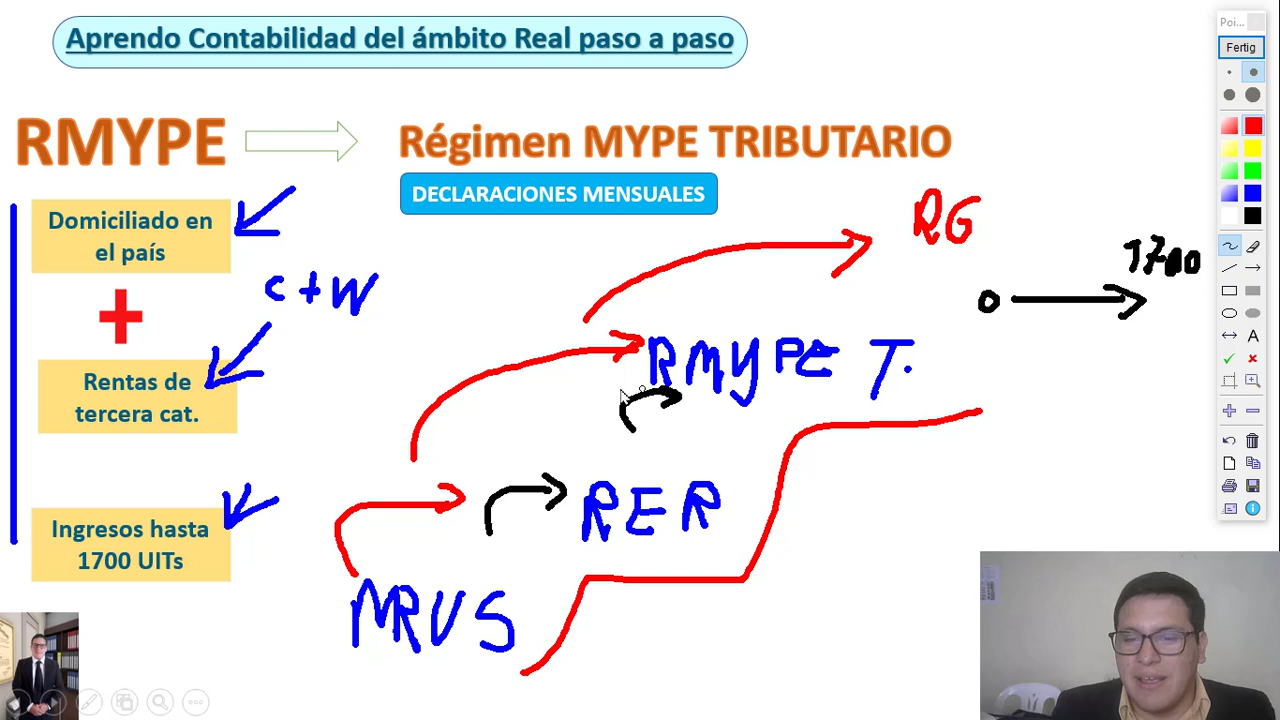 Aprendo Contabilidad del ámbito Real paso a paso
RMYPE
Régimen MYPE TRIBUTARIO
DECLARACIONES MENSUALES
Domiciliado en
el país
Rentas de
tercera cat.
Ingresos hasta
1700 UITs
C + W
RG
0
1700
RMYPE T.
RER
NRUS
Poi...
Fertig
A